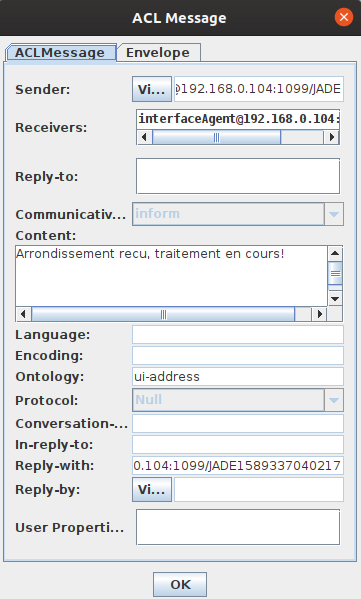 ACL Message
ACLMessage Envelope
Sender: Vi... @192.168.0.104:1099/JADE
Receivers: interfaceAgent@192.168.0.104:
Reply-to:
Communicativ... inform
Content:
Arrondissement recu, traitement en cours!
Language:
Encoding:
Ontology: ui-address
Protocol: Null
Conversation-...
In-reply-to:
Reply-with: 0.104:1099/JADE1589337040217
Reply-by: Vi...
User Properti...
OK